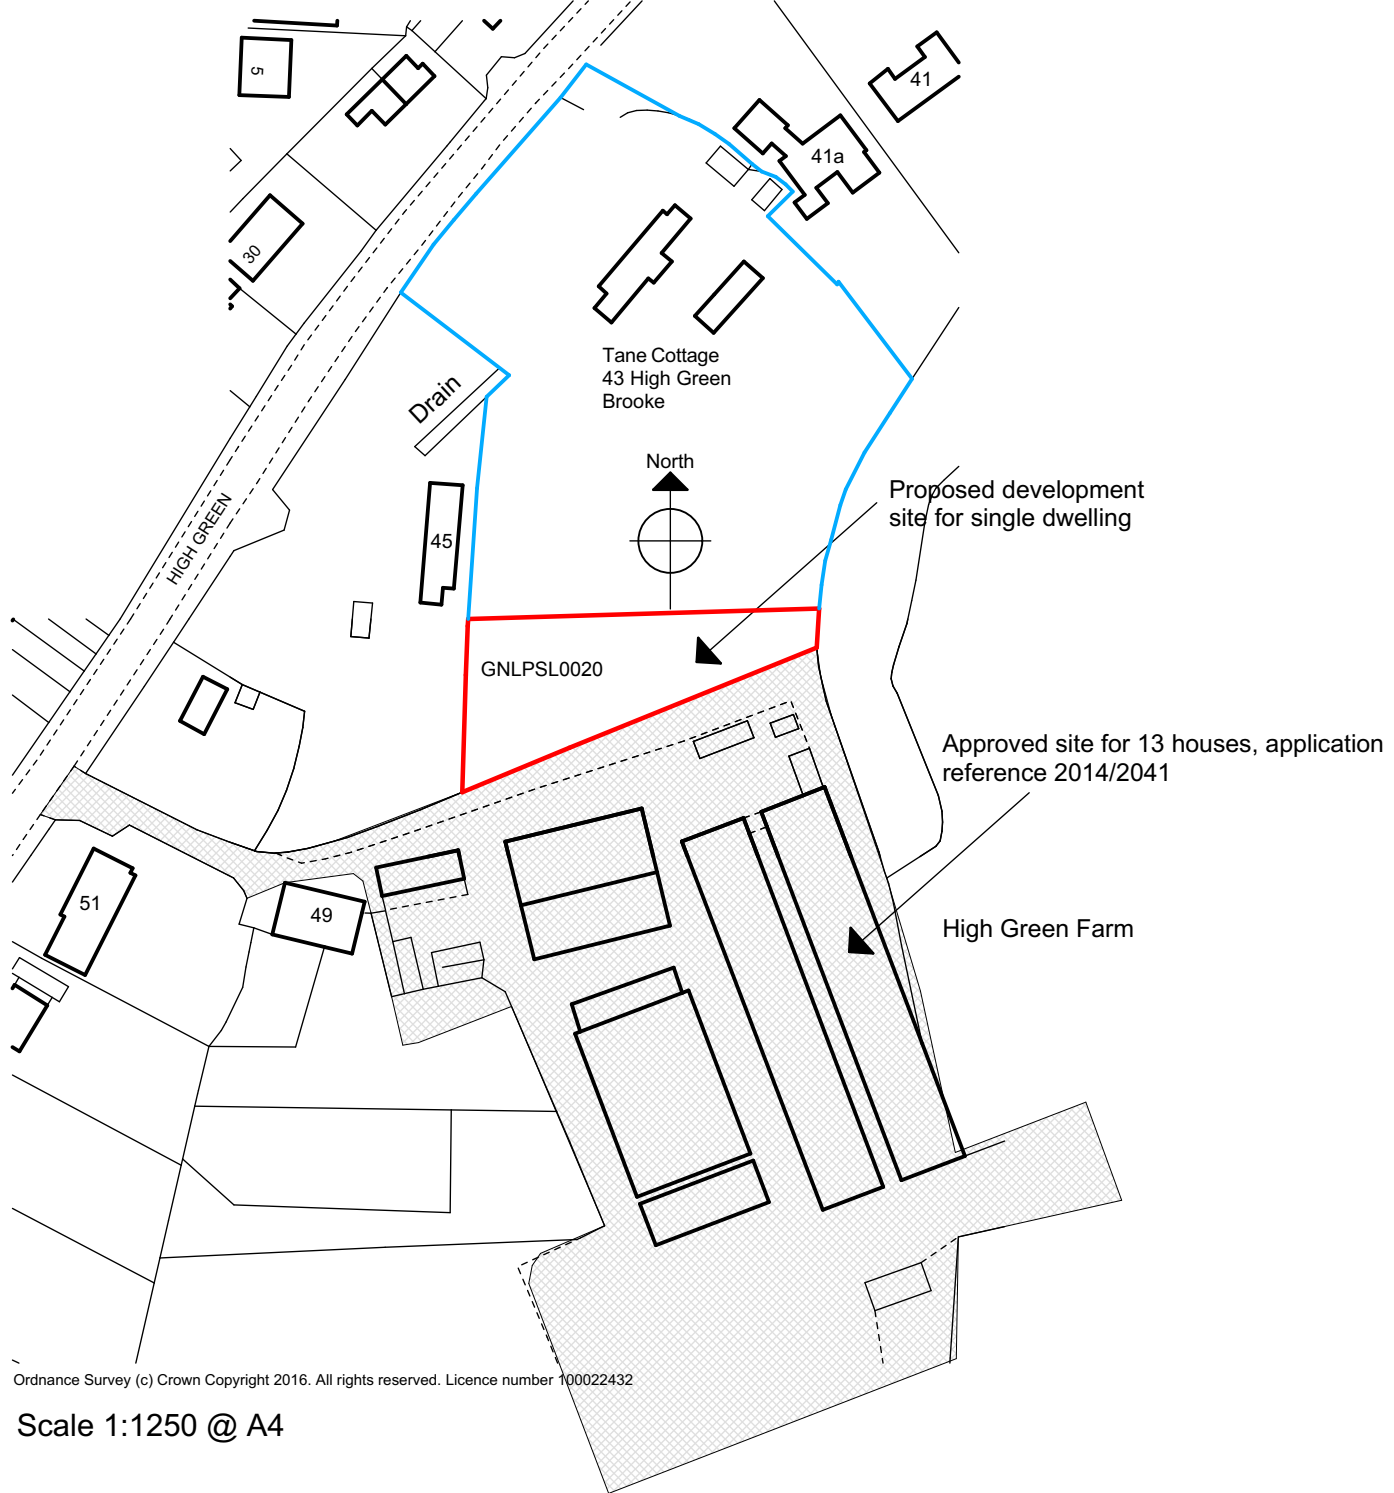 5
41
41a
30
Tane Cottage
43 High Green
Brooke
Drain
North
Proposed development
site for single dwelling
HIGH GREEN
45
GNLPSL0020
Approved site for 13 houses, application
reference 2014/2041
51
49
High Green Farm
Ordnance Survey (c) Crown Copyright 2016. All rights reserved. Licence number 100022432
Scale 1:1250 @ A4